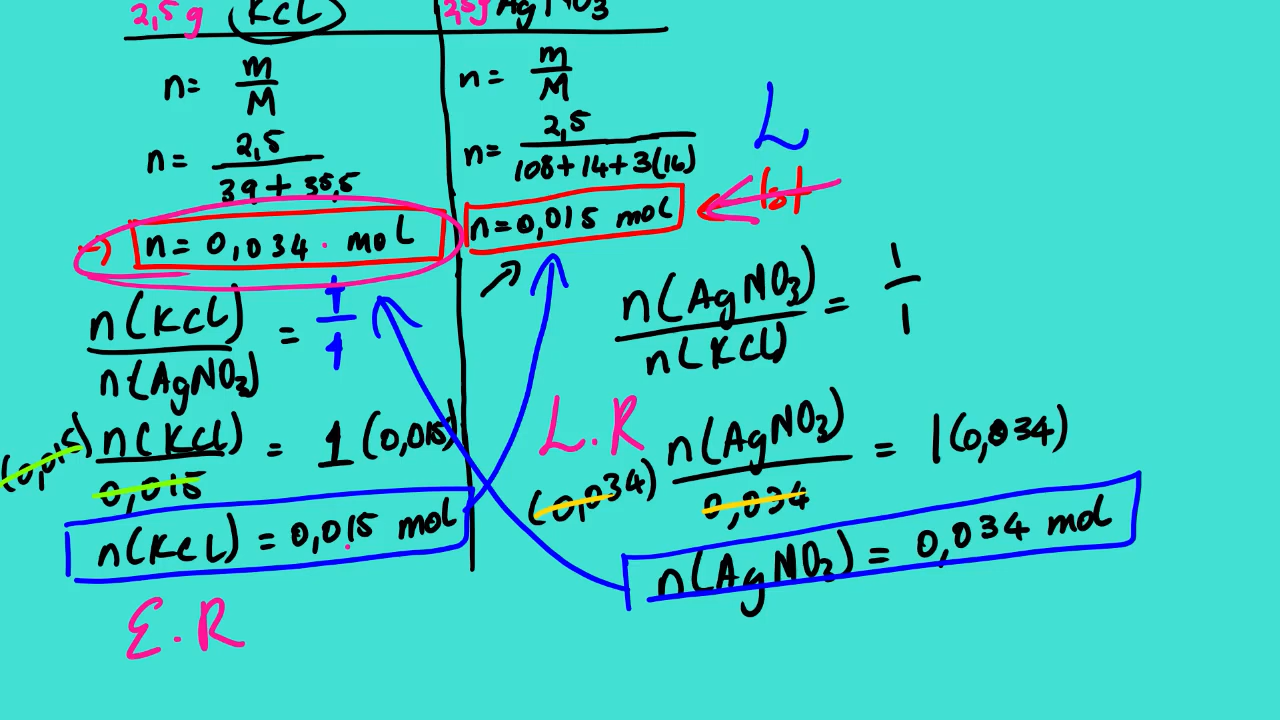 2,5g KCL
n = m/M
n = 2,5/39 + 35,5
n = 0,034 · moL
n(KCL)/n(AgNO3) = 1/1
(0,015) n(KCL)/0,015 = 1 (0,015)
n(KCL) = 0,015 moL
E.R
2,5g AgNO3
n = m/M
n = 2,5/108+14+3(16)
n = 0,015 moL
L
n(AgNO3)/n(KCL) = 1/1
L.R
(0,034) n(AgNO3)/0,034 = 1(0,034)
n(AgNO3) = 0,034 mol